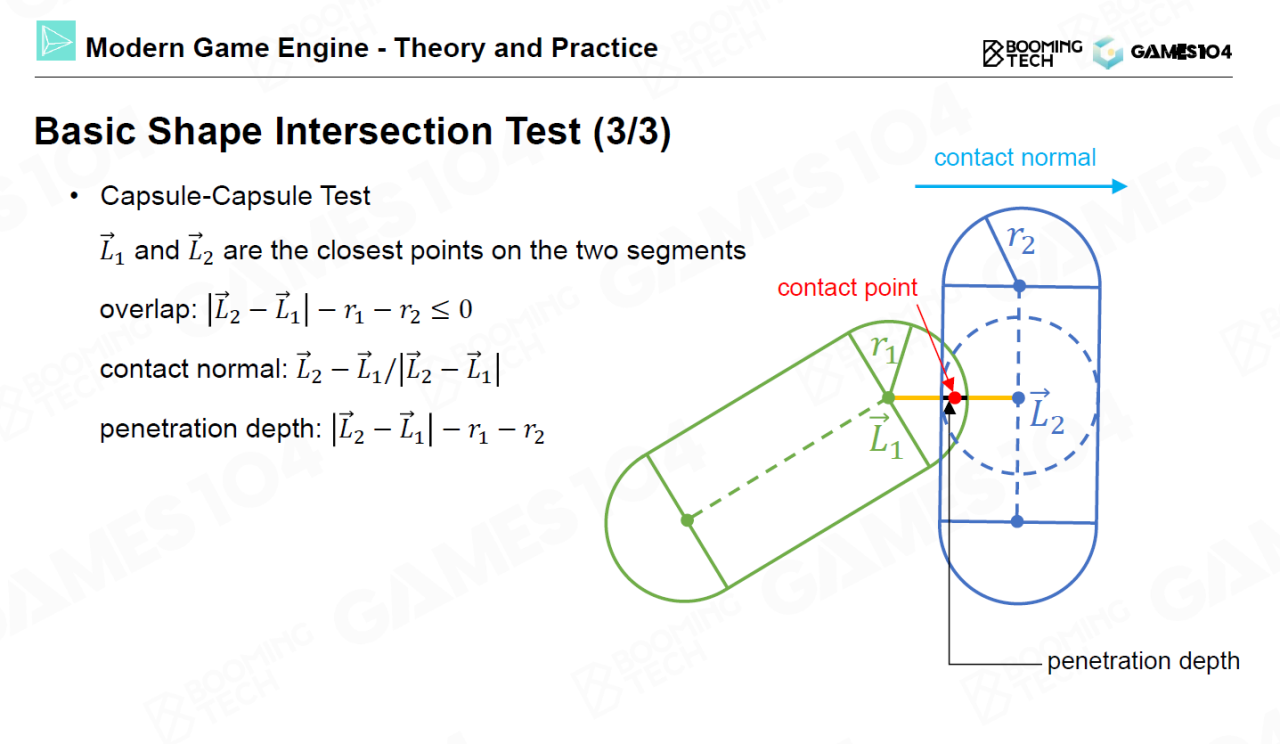 Modern Game Engine - Theory and Practice
BOOMING TECH
GAMES104
Basic Shape Intersection Test (3/3)
• Capsule-Capsule Test
$\vec{L}_1$ and $\vec{L}_2$ are the closest points on the two segments
overlap: $|\vec{L}_2 - \vec{L}_1| - r_1 - r_2 \leq 0$
contact normal: $\vec{L}_2 - \vec{L}_1 / |\vec{L}_2 - \vec{L}_1|$
penetration depth: $|\vec{L}_2 - \vec{L}_1| - r_1 - r_2$
contact normal
$r_2$
contact point
$r_1$
$\vec{L}_2$
$\vec{L}_1$
penetration depth